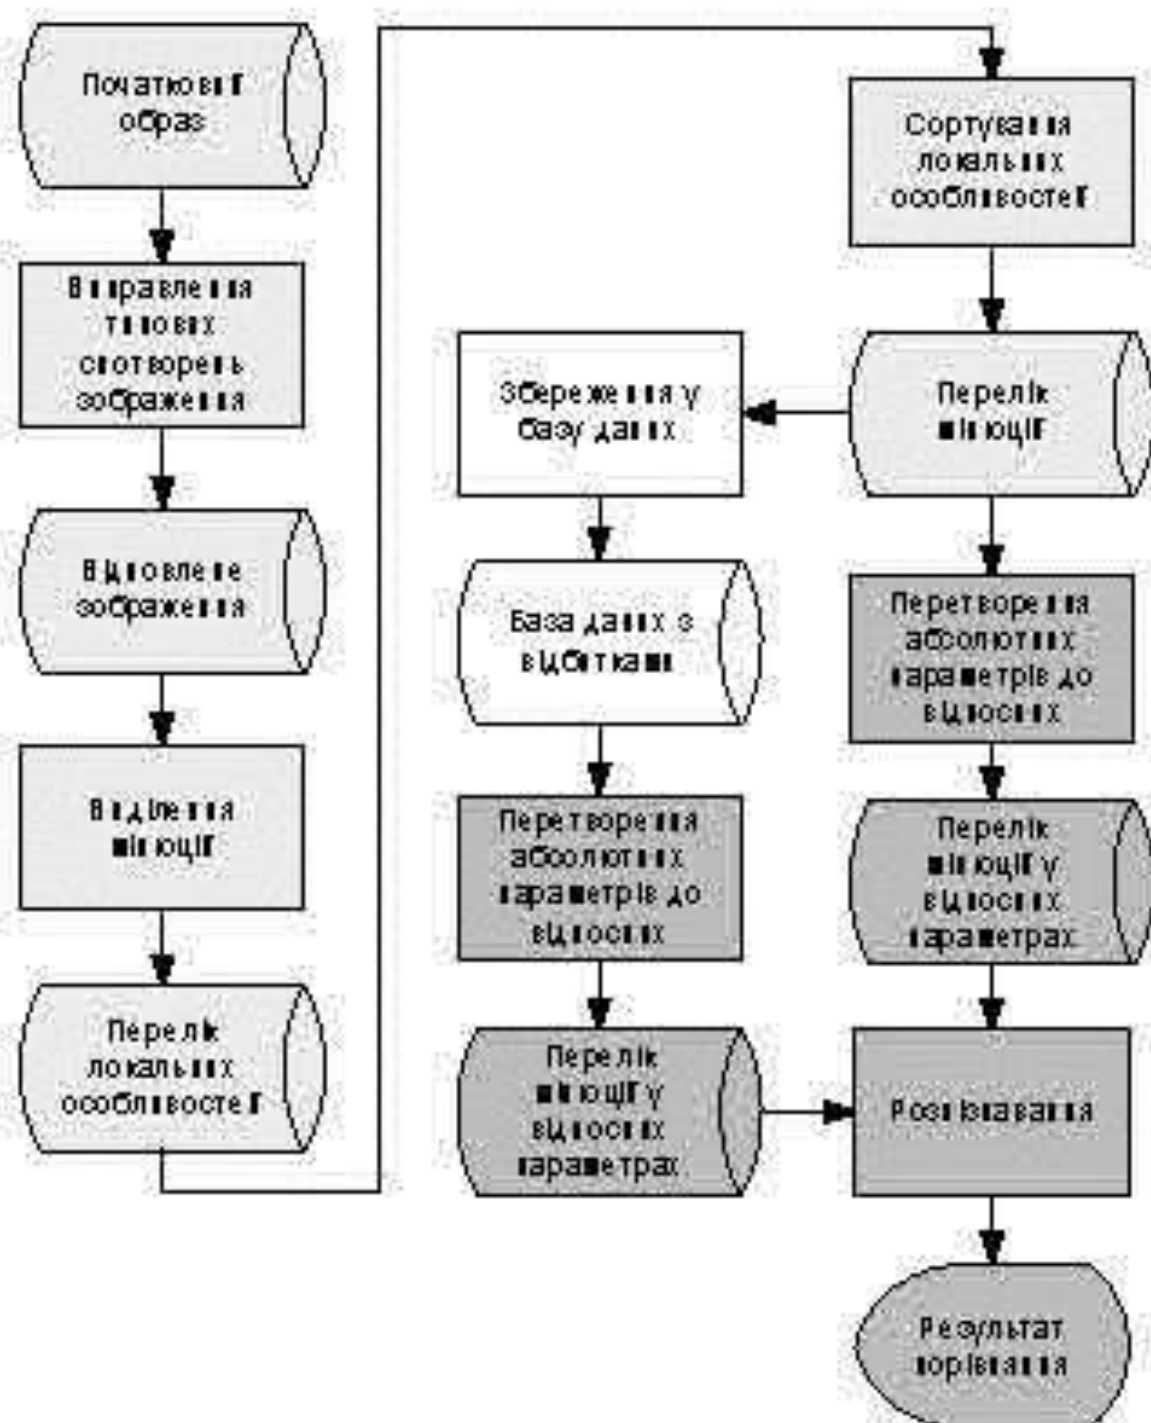 Початковий
образ
Виправлення
типових
спотворень
зображення
Відновлене
зображення
Виділення
мінюцій
Перелік
локальних
особливостей
Сортування
локальних
особливостей
Перелік
мінюцій
Збереження у
базу даних
База даних з
відбитками
Перетворення
абсолютних
параметрів до
відносних
Перелік
мінюцій у
відносних
параметрах
Перетворення
абсолютних
параметрів до
відносних
Перелік
мінюцій у
відносних
параметрах
Розпізнавання
Результат
порівняння